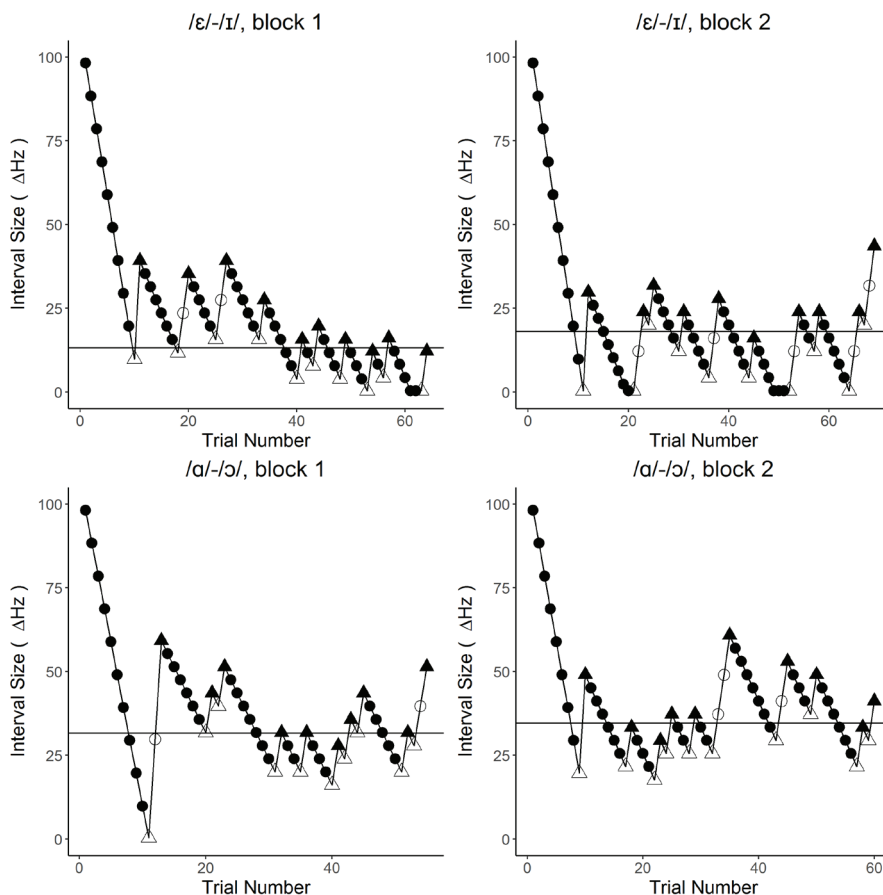 /ɛ/-/ɪ/, block 1
100
75
50
25
0
Interval Size ( ΔHz )
0 20 40 60
Trial Number
/ɛ/-/ɪ/, block 2
100
75
50
25
0
Interval Size ( ΔHz )
0 20 40 60
Trial Number
/ɑ/-/ɔ/, block 1
100
75
50
25
0
Interval Size ( ΔHz )
0 20 40
Trial Number
/ɑ/-/ɔ/, block 2
100
75
50
25
0
Interval Size ( ΔHz )
0 20 40 60
Trial Number